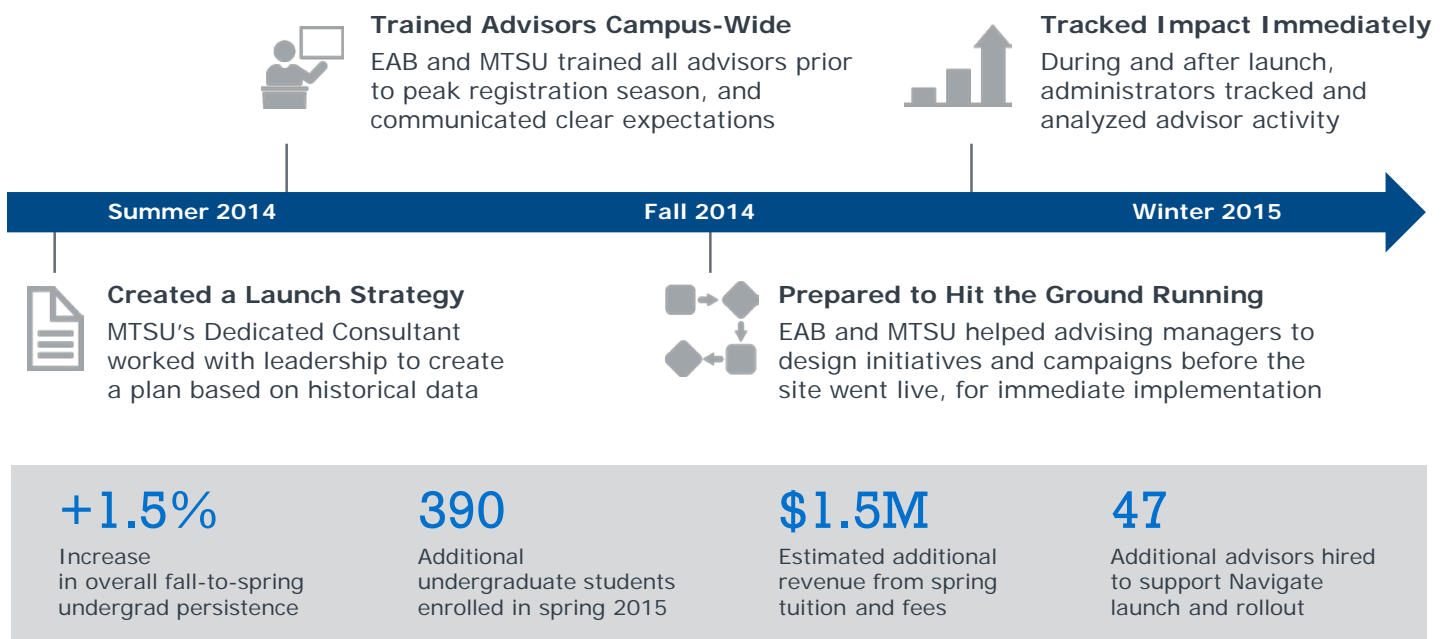 Trained Advisors Campus-Wide
EAB and MTSU trained all advisors prior
to peak registration season, and
communicated clear expectations
Tracked Impact Immediately
During and after launch,
administrators tracked and
analyzed advisor activity
Summer 2014
Fall 2014
Winter 2015
Created a Launch Strategy
MTSU's Dedicated Consultant
worked with leadership to create
a plan based on historical data
Prepared to Hit the Ground Running
EAB and MTSU helped advising managers to
design initiatives and campaigns before the
site went live, for immediate implementation
+1.5%
Increase
in overall fall-to-spring
undergrad persistence
390
Additional
undergraduate students
enrolled in spring 2015
$1.5M
Estimated additional
revenue from spring
tuition and fees
47
Additional advisors hired
to support Navigate
launch and rollout